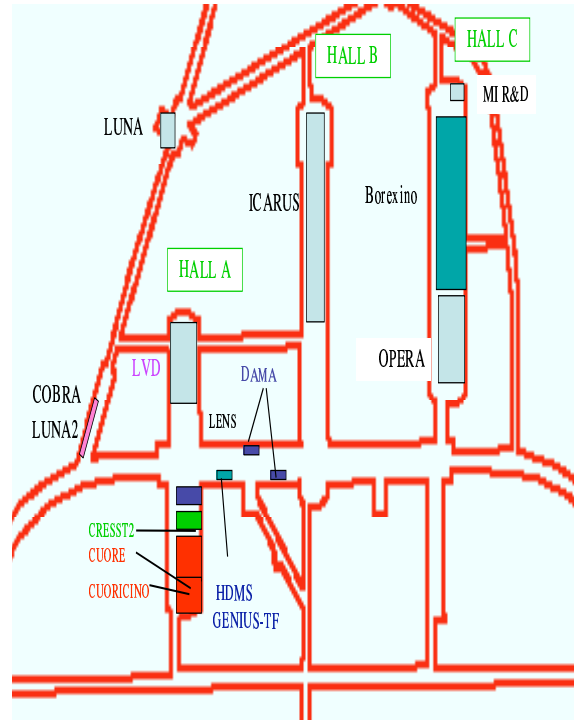 HALL C
HALL B
MI R&D
LUNA
Borexino
ICARUS
HALL A
OPERA
LVD
DAMA
COBRA
LUNA2
LENS
CRESST2
CUORE
CUORICINO
HDMS
GENIUS-TF